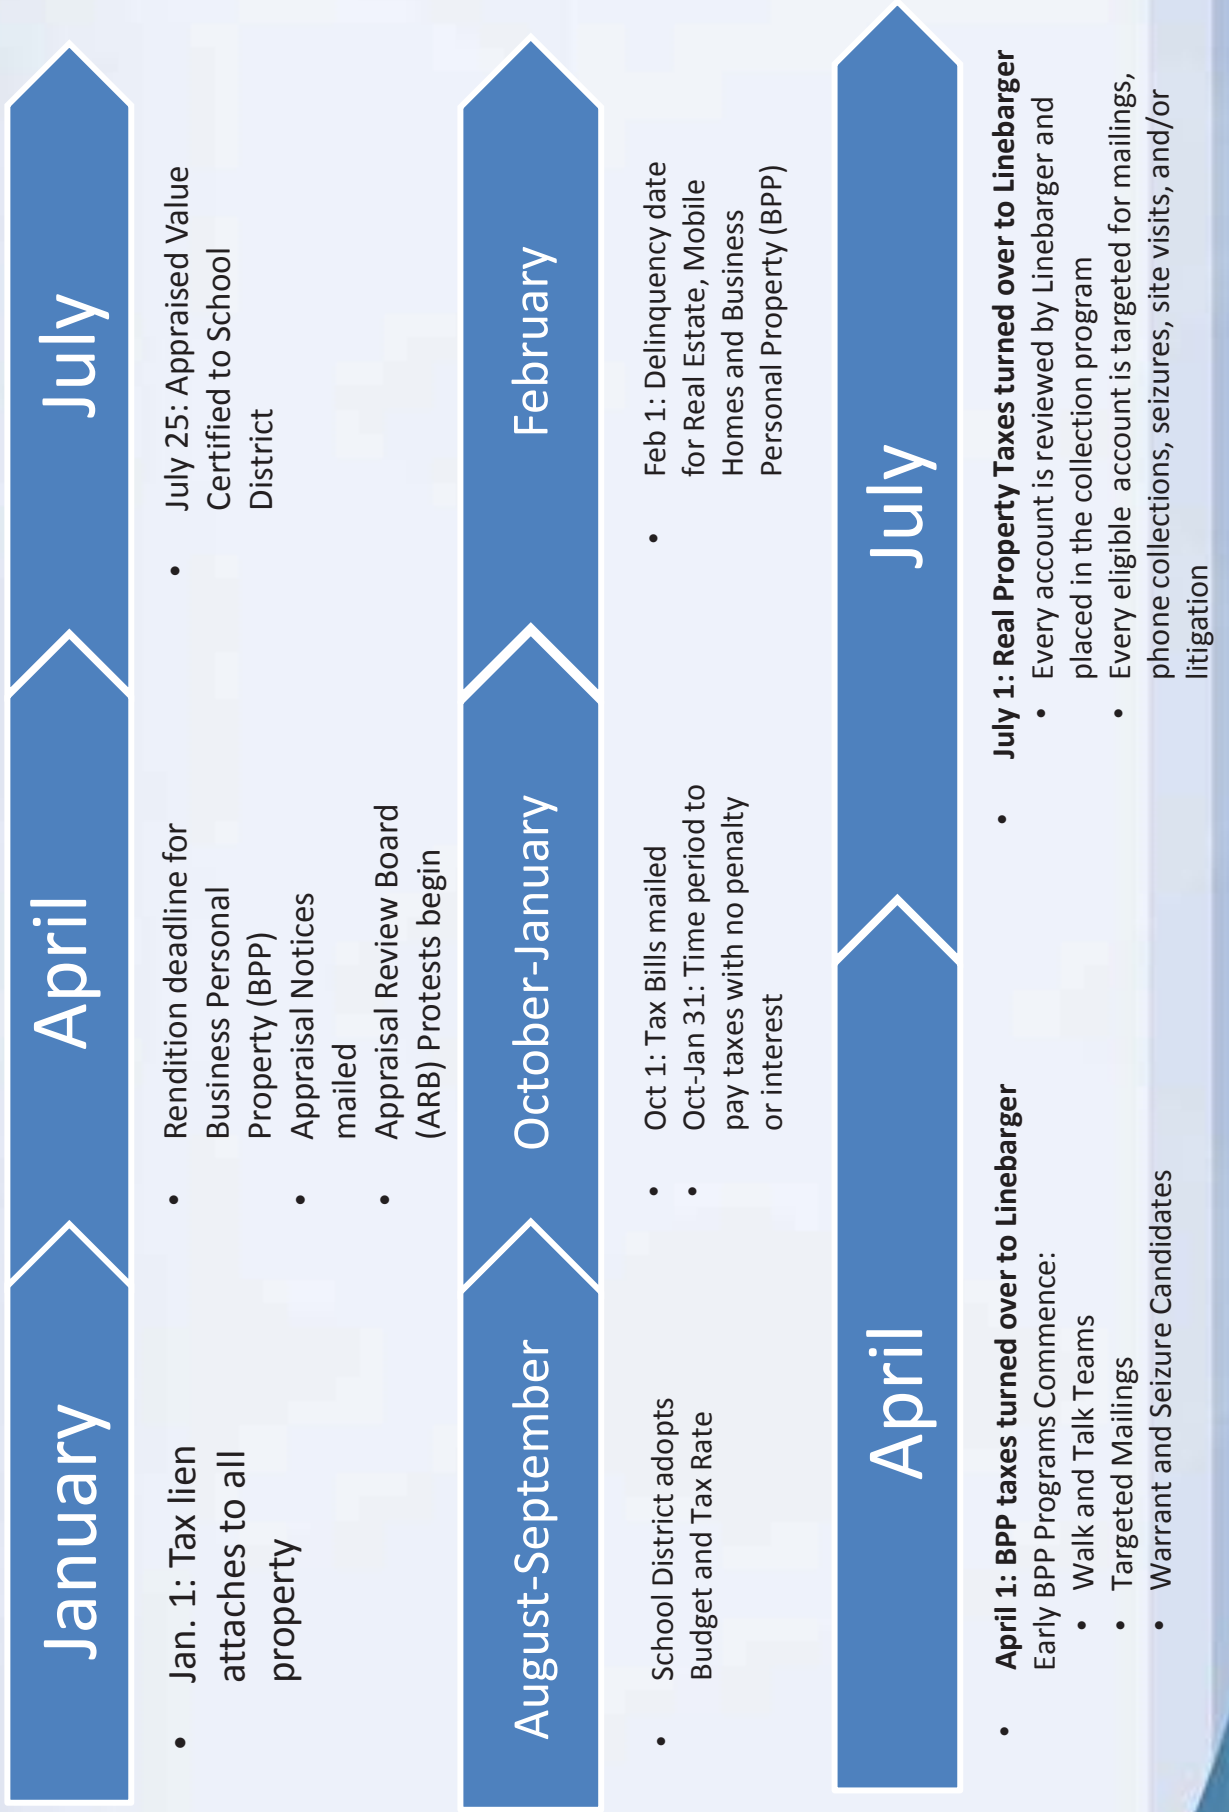 January
• Jan. 1: Tax lien
attaches to all
property
April
• Rendition deadline for
Business Personal
Property (BPP)
• Appraisal Notices
mailed
• Appraisal Review Board
(ARB) Protests begin
July
• July 25: Appraised Value
Certified to School
District
August-September
• School District adopts
Budget and Tax Rate
October-January
• Oct 1: Tax Bills mailed
• Oct-Jan 31: Time period to
pay taxes with no penalty
or interest
February
• Feb 1: Delinquency date
for Real Estate, Mobile
Homes and Business
Personal Property (BPP)
April
• April 1: BPP taxes turned over to Linebarger
Early BPP Programs Commence:
• Walk and Talk Teams
• Targeted Mailings
• Warrant and Seizure Candidates
July
• July 1: Real Property Taxes turned over to Linebarger
• Every account is reviewed by Linebarger and
placed in the collection program
• Every eligible account is targeted for mailings,
phone collections, seizures, site visits, and/or
litigation